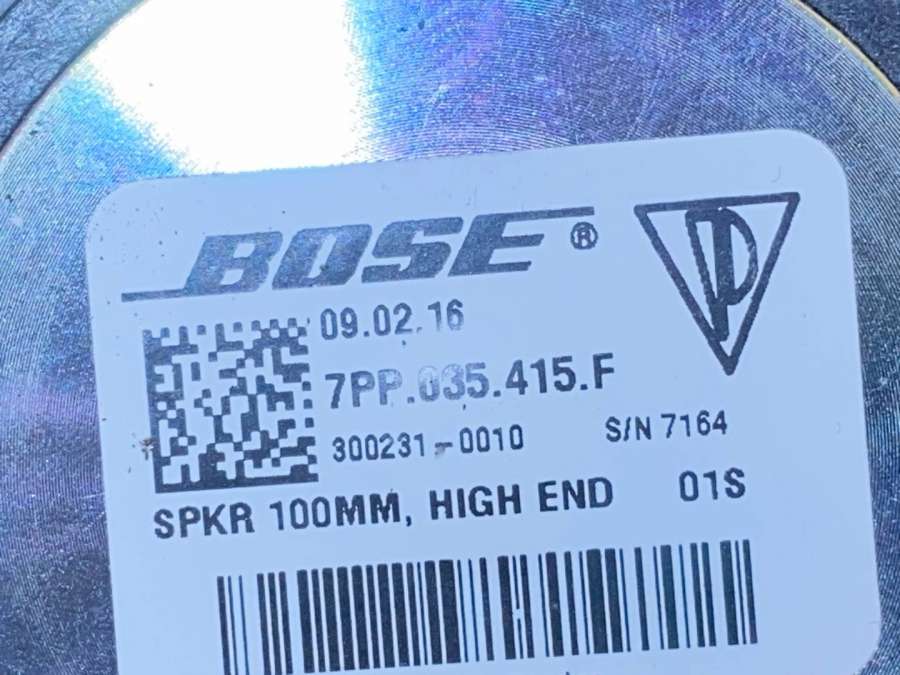 BOSE ®
09.02.16
7PP.035.415.F
300231-0010 S/N 7164
SPKR 100MM, HIGH END 01S